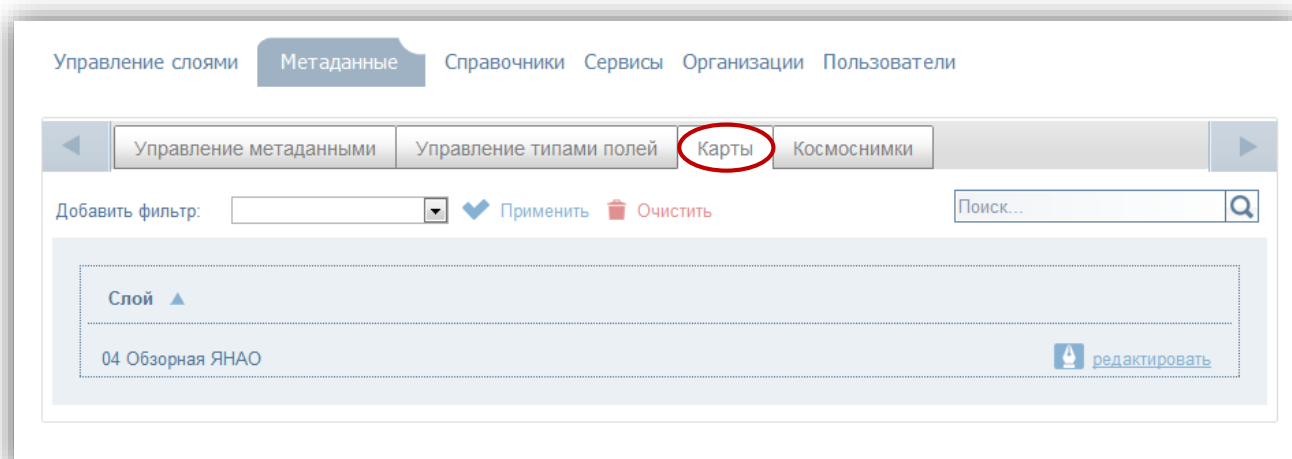 Управление слоями Метаданные Справочники Сервисы Организации Пользователи
Управление метаданными Управление типами полей Карты Космоснимки
Добавить фильтр: Применить Очистить Поиск...
Слой
04 Обзорная ЯНАО редактировать